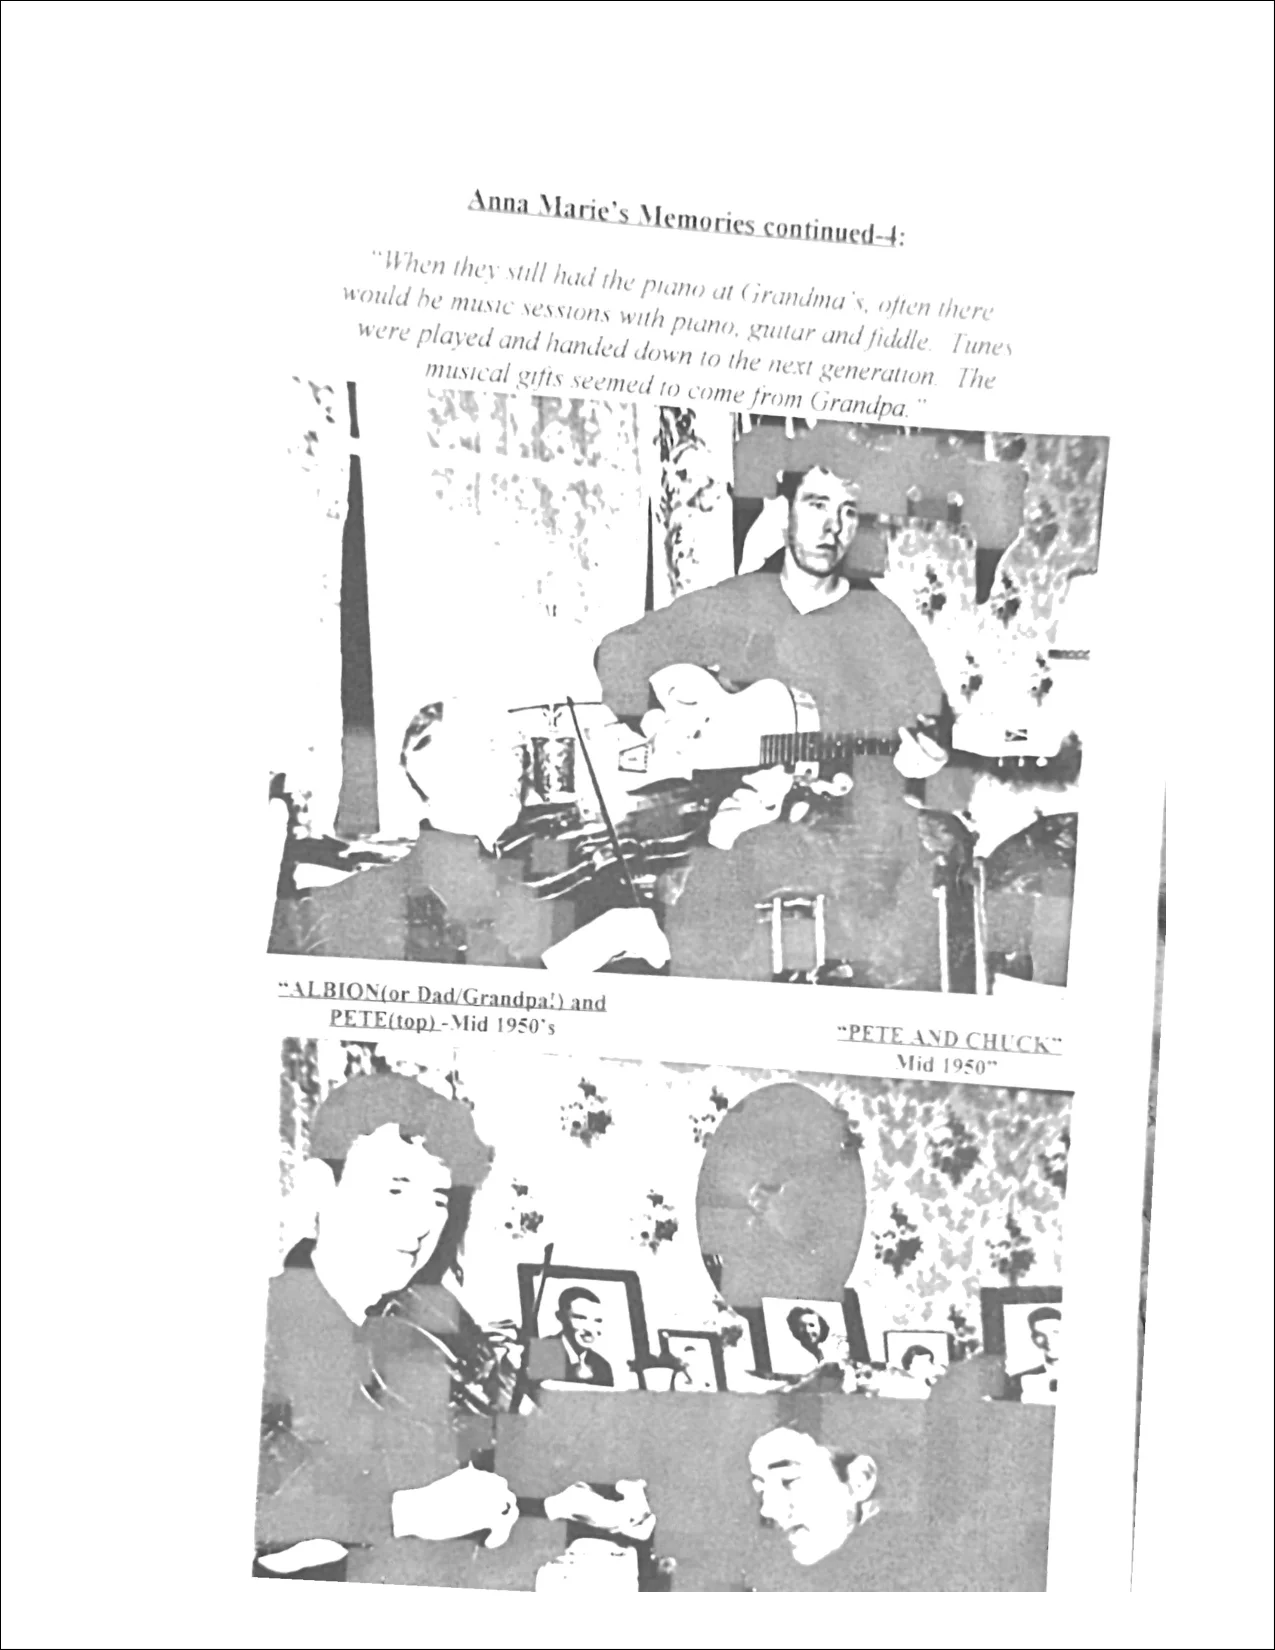 Anna Marie's Memories continued-4:
"When they still had the piano at Grandma's, often there
would be music sessions with piano, guitar and fiddle. Tunes
were played and handed down to the next generation. The
musical gifts seemed to come from Grandpa."
"ALBION(or Dad/Grandpa!) and
PETE(top) -Mid 1950's
"PETE AND CHUCK"
Mid 1950"